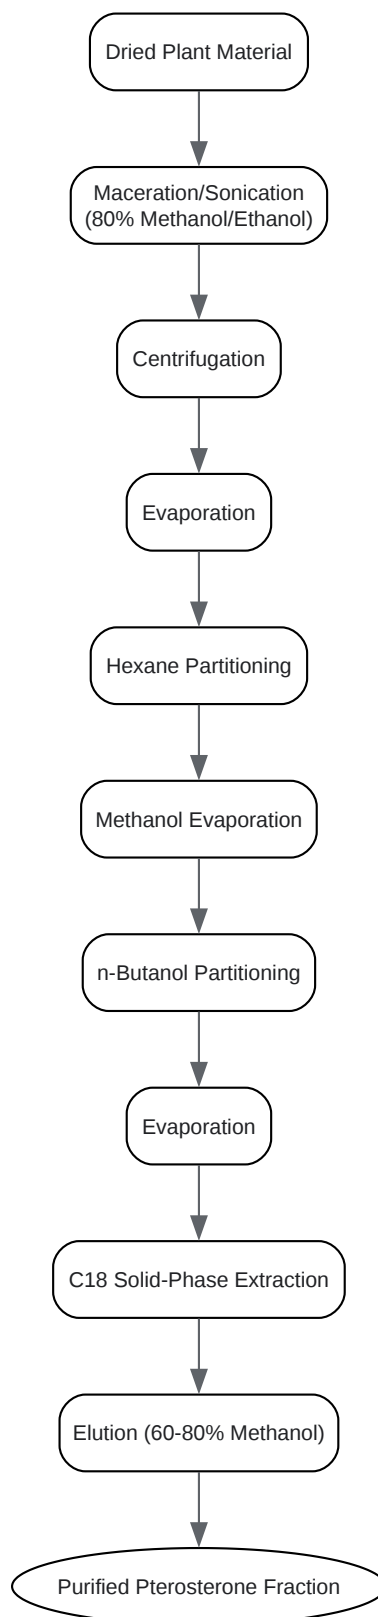 Dried Plant Material
Maceration/Sonication
(80% Methanol/Ethanol)
Centrifugation
Evaporation
Hexane Partitioning
Methanol Evaporation
n-Butanol Partitioning
Evaporation
C18 Solid-Phase Extraction
Elution (60-80% Methanol)
Purified Pterosterone Fraction